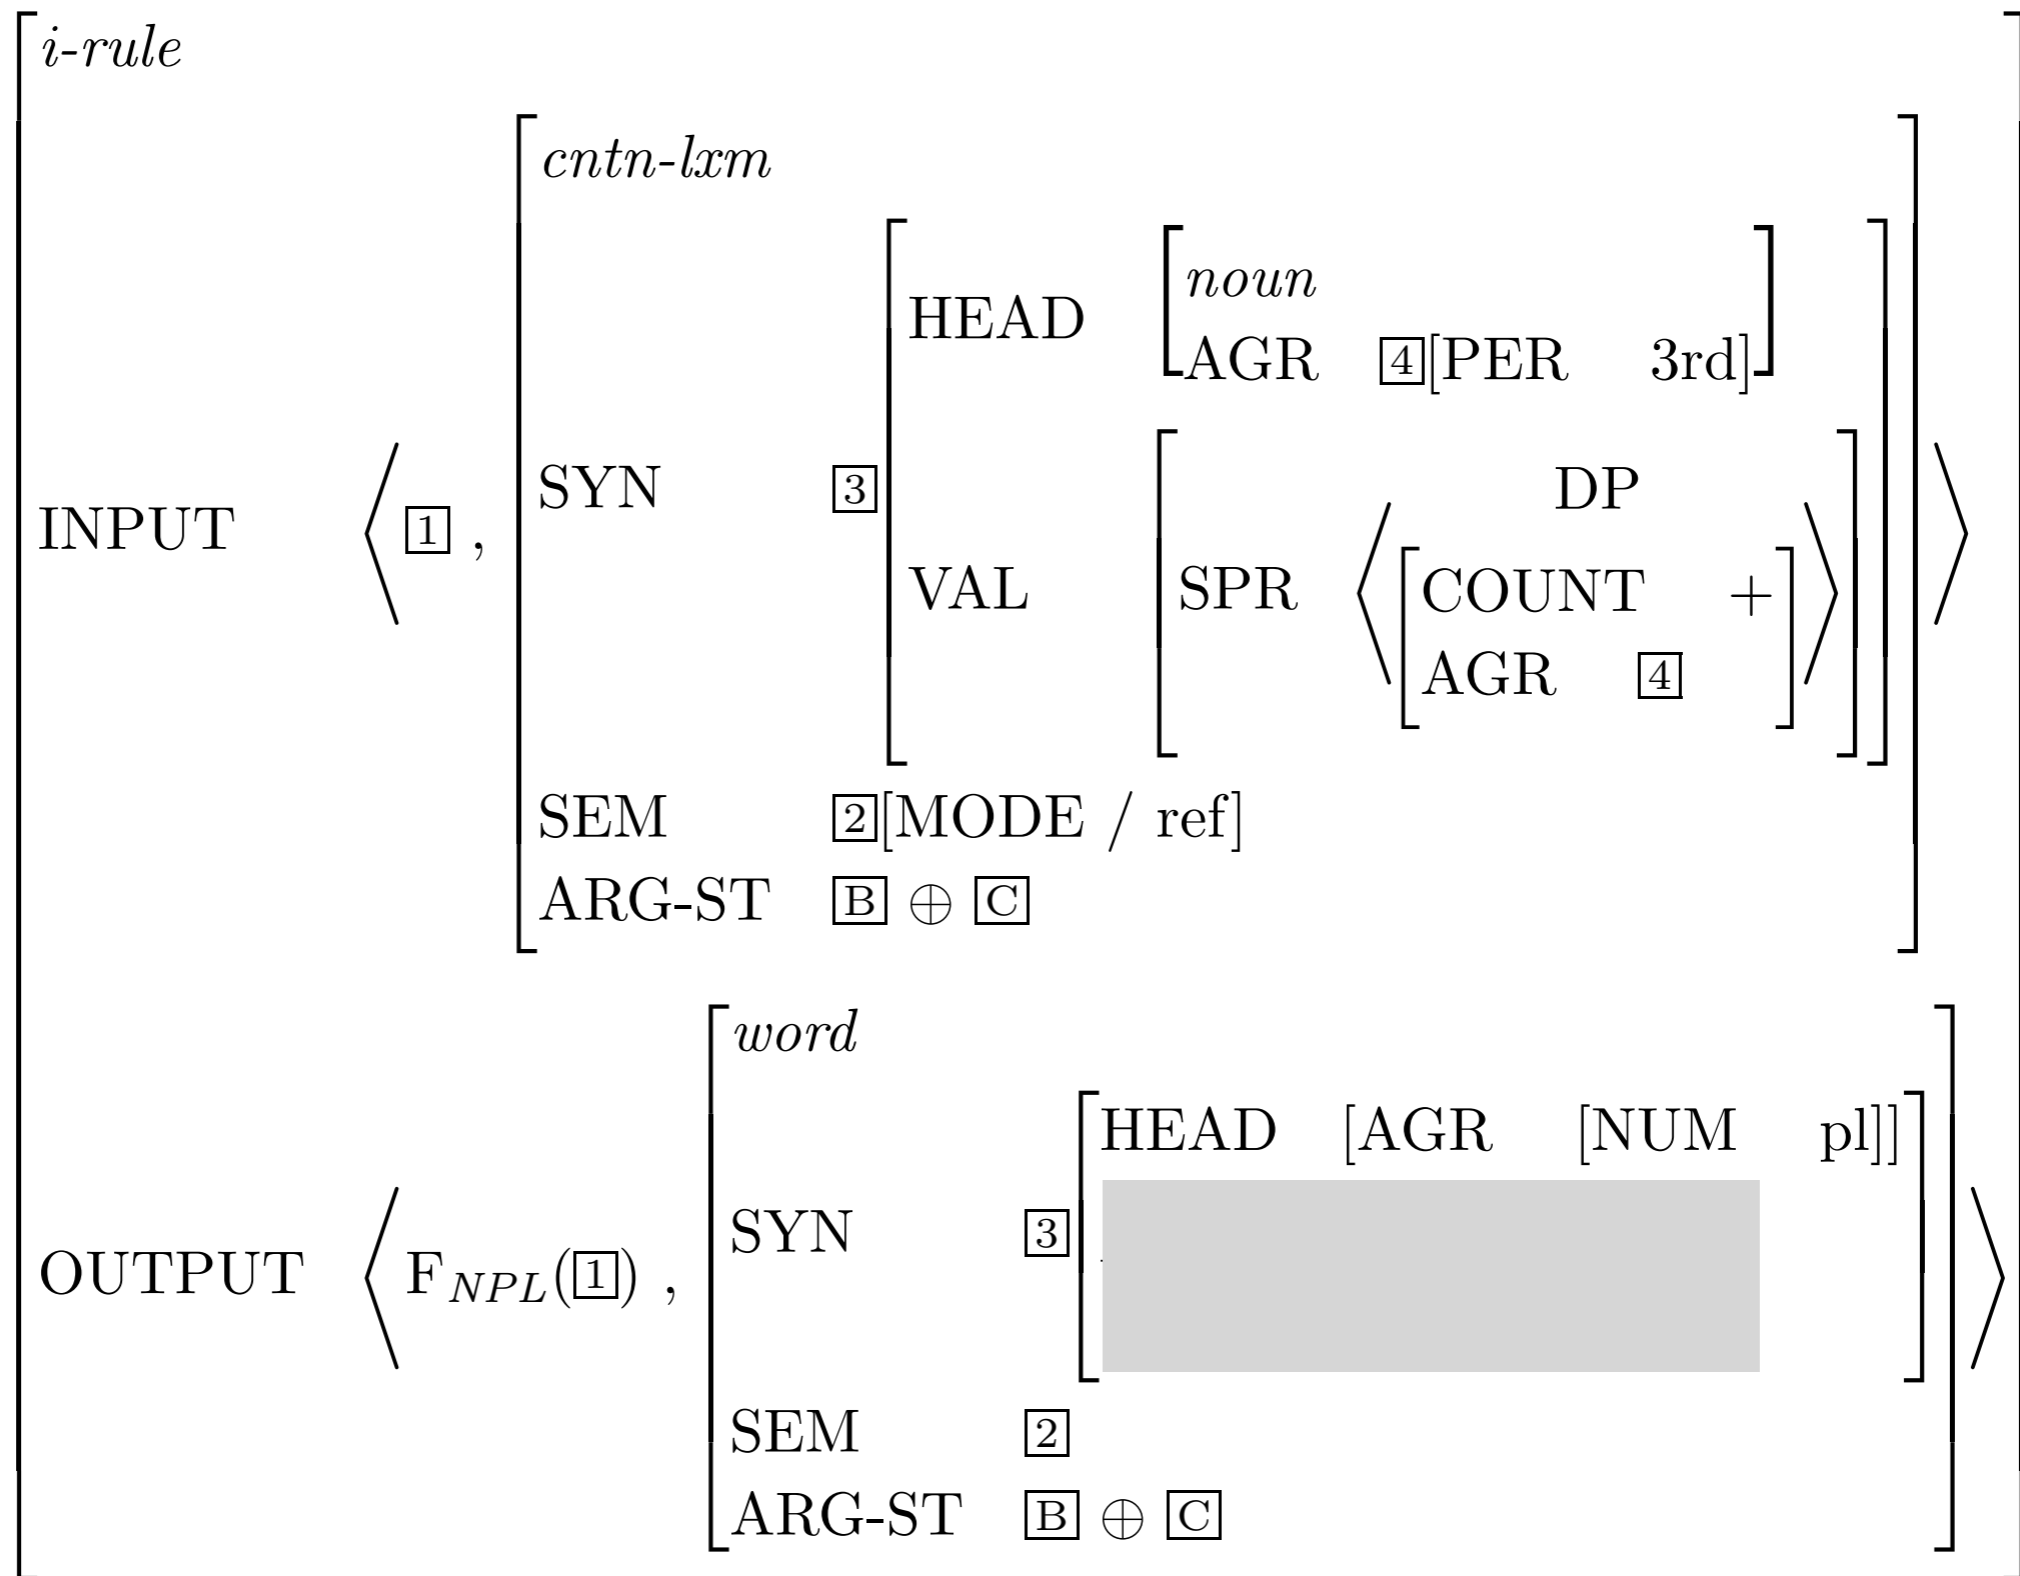 i-rule
cntn-lxm
HEAD noun
AGR 4[PER 3rd]
INPUT ⟨ 1 , SYN 3
VAL SPR ⟨ DP
COUNT +
AGR 4 ⟩ ⟩
SEM 2[MODE / ref]
ARG-ST B ⊕ C
word
HEAD [AGR [NUM pl]]
OUTPUT ⟨ F_NPL(1) , SYN 3 ⟩
SEM 2
ARG-ST B ⊕ C